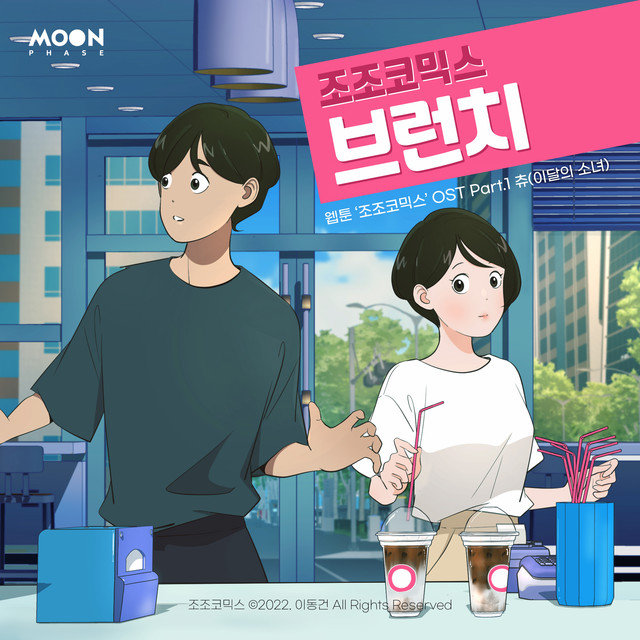 MOON
PHASE
조조코믹스
브런치
웹툰 '조조코믹스' OST Part.1 츄(이달의 소녀)
조조코믹스 ©2022. 이동건 All Rights Reserved